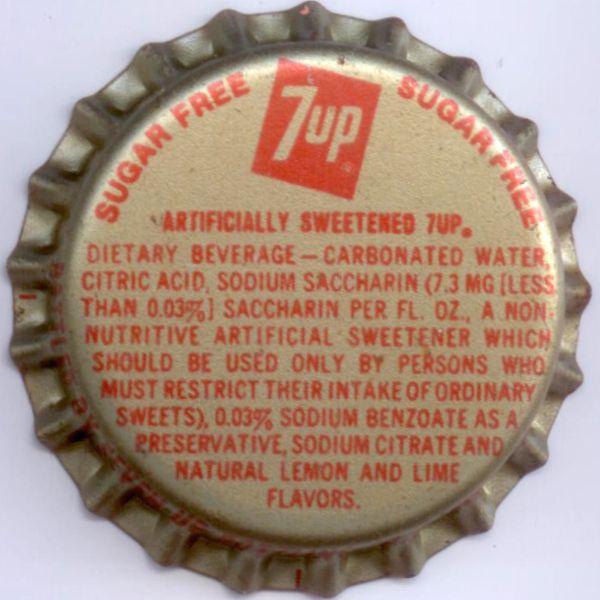 SUGAR FREE
7up
SUGAR FREE
ARTIFICIALLY SWEETENED 7UP.
DIETARY BEVERAGE — CARBONATED WATER,
CITRIC ACID, SODIUM SACCHARIN (7.3 MG [LESS
THAN 0.03%] SACCHARIN PER FL. OZ., A NON-
NUTRITIVE ARTIFICIAL SWEETENER WHICH
SHOULD BE USED ONLY BY PERSONS WHO
MUST RESTRICT THEIR INTAKE OF ORDINARY
SWEETS), 0.03% SODIUM BENZOATE AS A
PRESERVATIVE, SODIUM CITRATE AND
NATURAL LEMON AND LIME
FLAVORS.